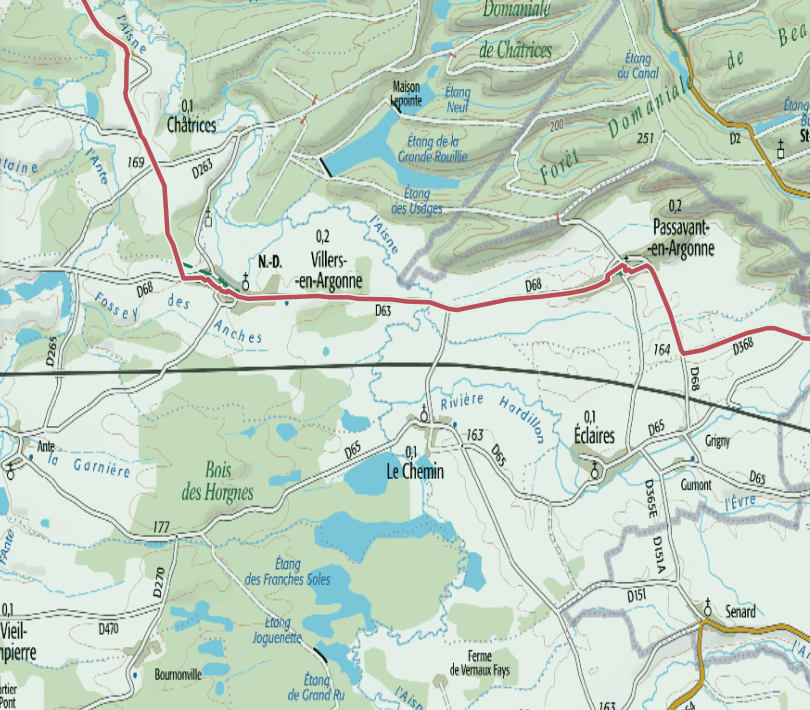 l'Aisne
Domaniale
de Châtrices
Étang
du Canal
de
Bea
Maison
Lepointe
Étang
Neuf
0,1
Châtrices
200
Domaniale
Étang
D2
St
Étang de la
Grande Rouillie
251
l'Ante
169
D263
Forêt
Étang
des Usages
0,2
Passavant-
-en-Argonne
l'Aisne
0,2
Villers-
-en-Argonne
N.-D.
D68
D68
Fossey des Anches
D63
D265
164
D368
D68
Rivière Hardillon
0,1
Éclaires
D65
Grigny
163
D65
D65
Ante
la Garnière
0,1
Le Chemin
Bois
des Horgnes
Gumont
D65
l'Èvre
D365E
177
l'Ante
D151A
Étang
des Franches Soles
D270
D151
0,1
Vieil-
D470
Senard
Étang
Joguenette
Bournonville
Ferme
de Vernaux Fays
Étang
de Grand Ru
l'Aisn
163